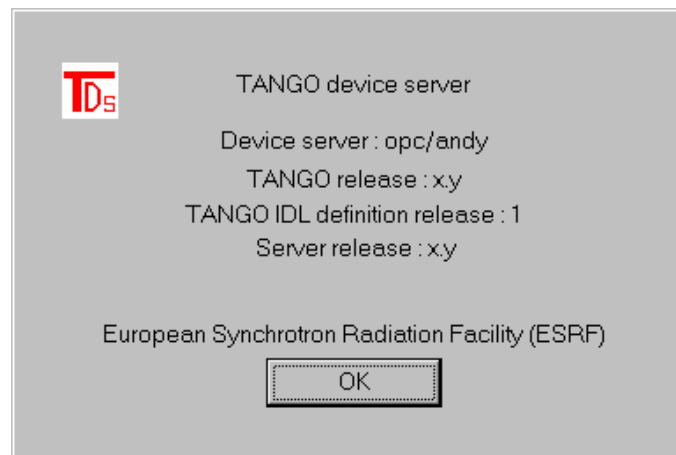 TDs
TANGO device server
Device server : opc/andy
TANGO release : x.y
TANGO IDL definition release : 1
Server release : x.y
European Synchrotron Radiation Facility (ESRF)
OK